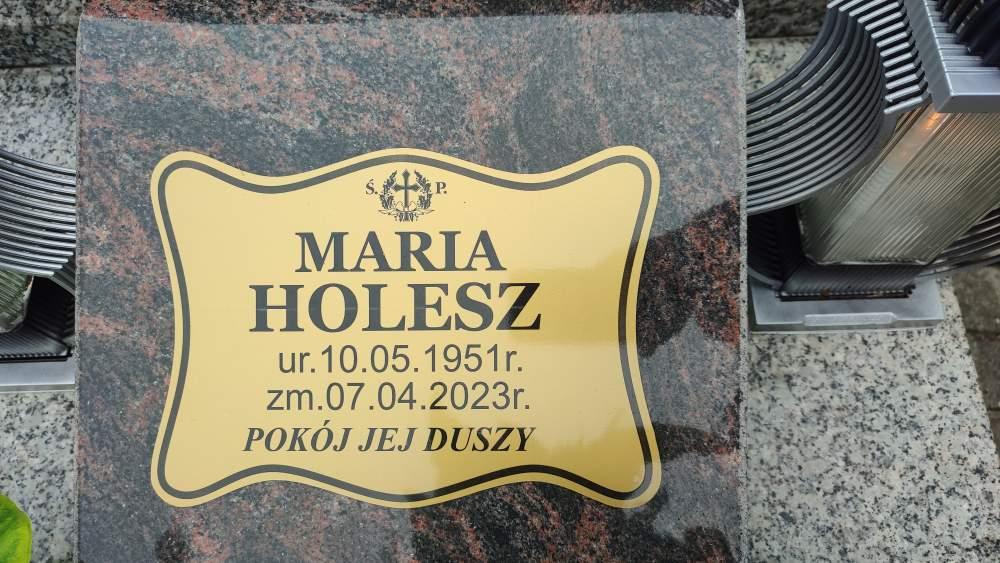 Ś. P.
MARIA
HOLESZ
ur.10.05.1951r.
zm.07.04.2023r.
POKÓJ JEJ DUSZY